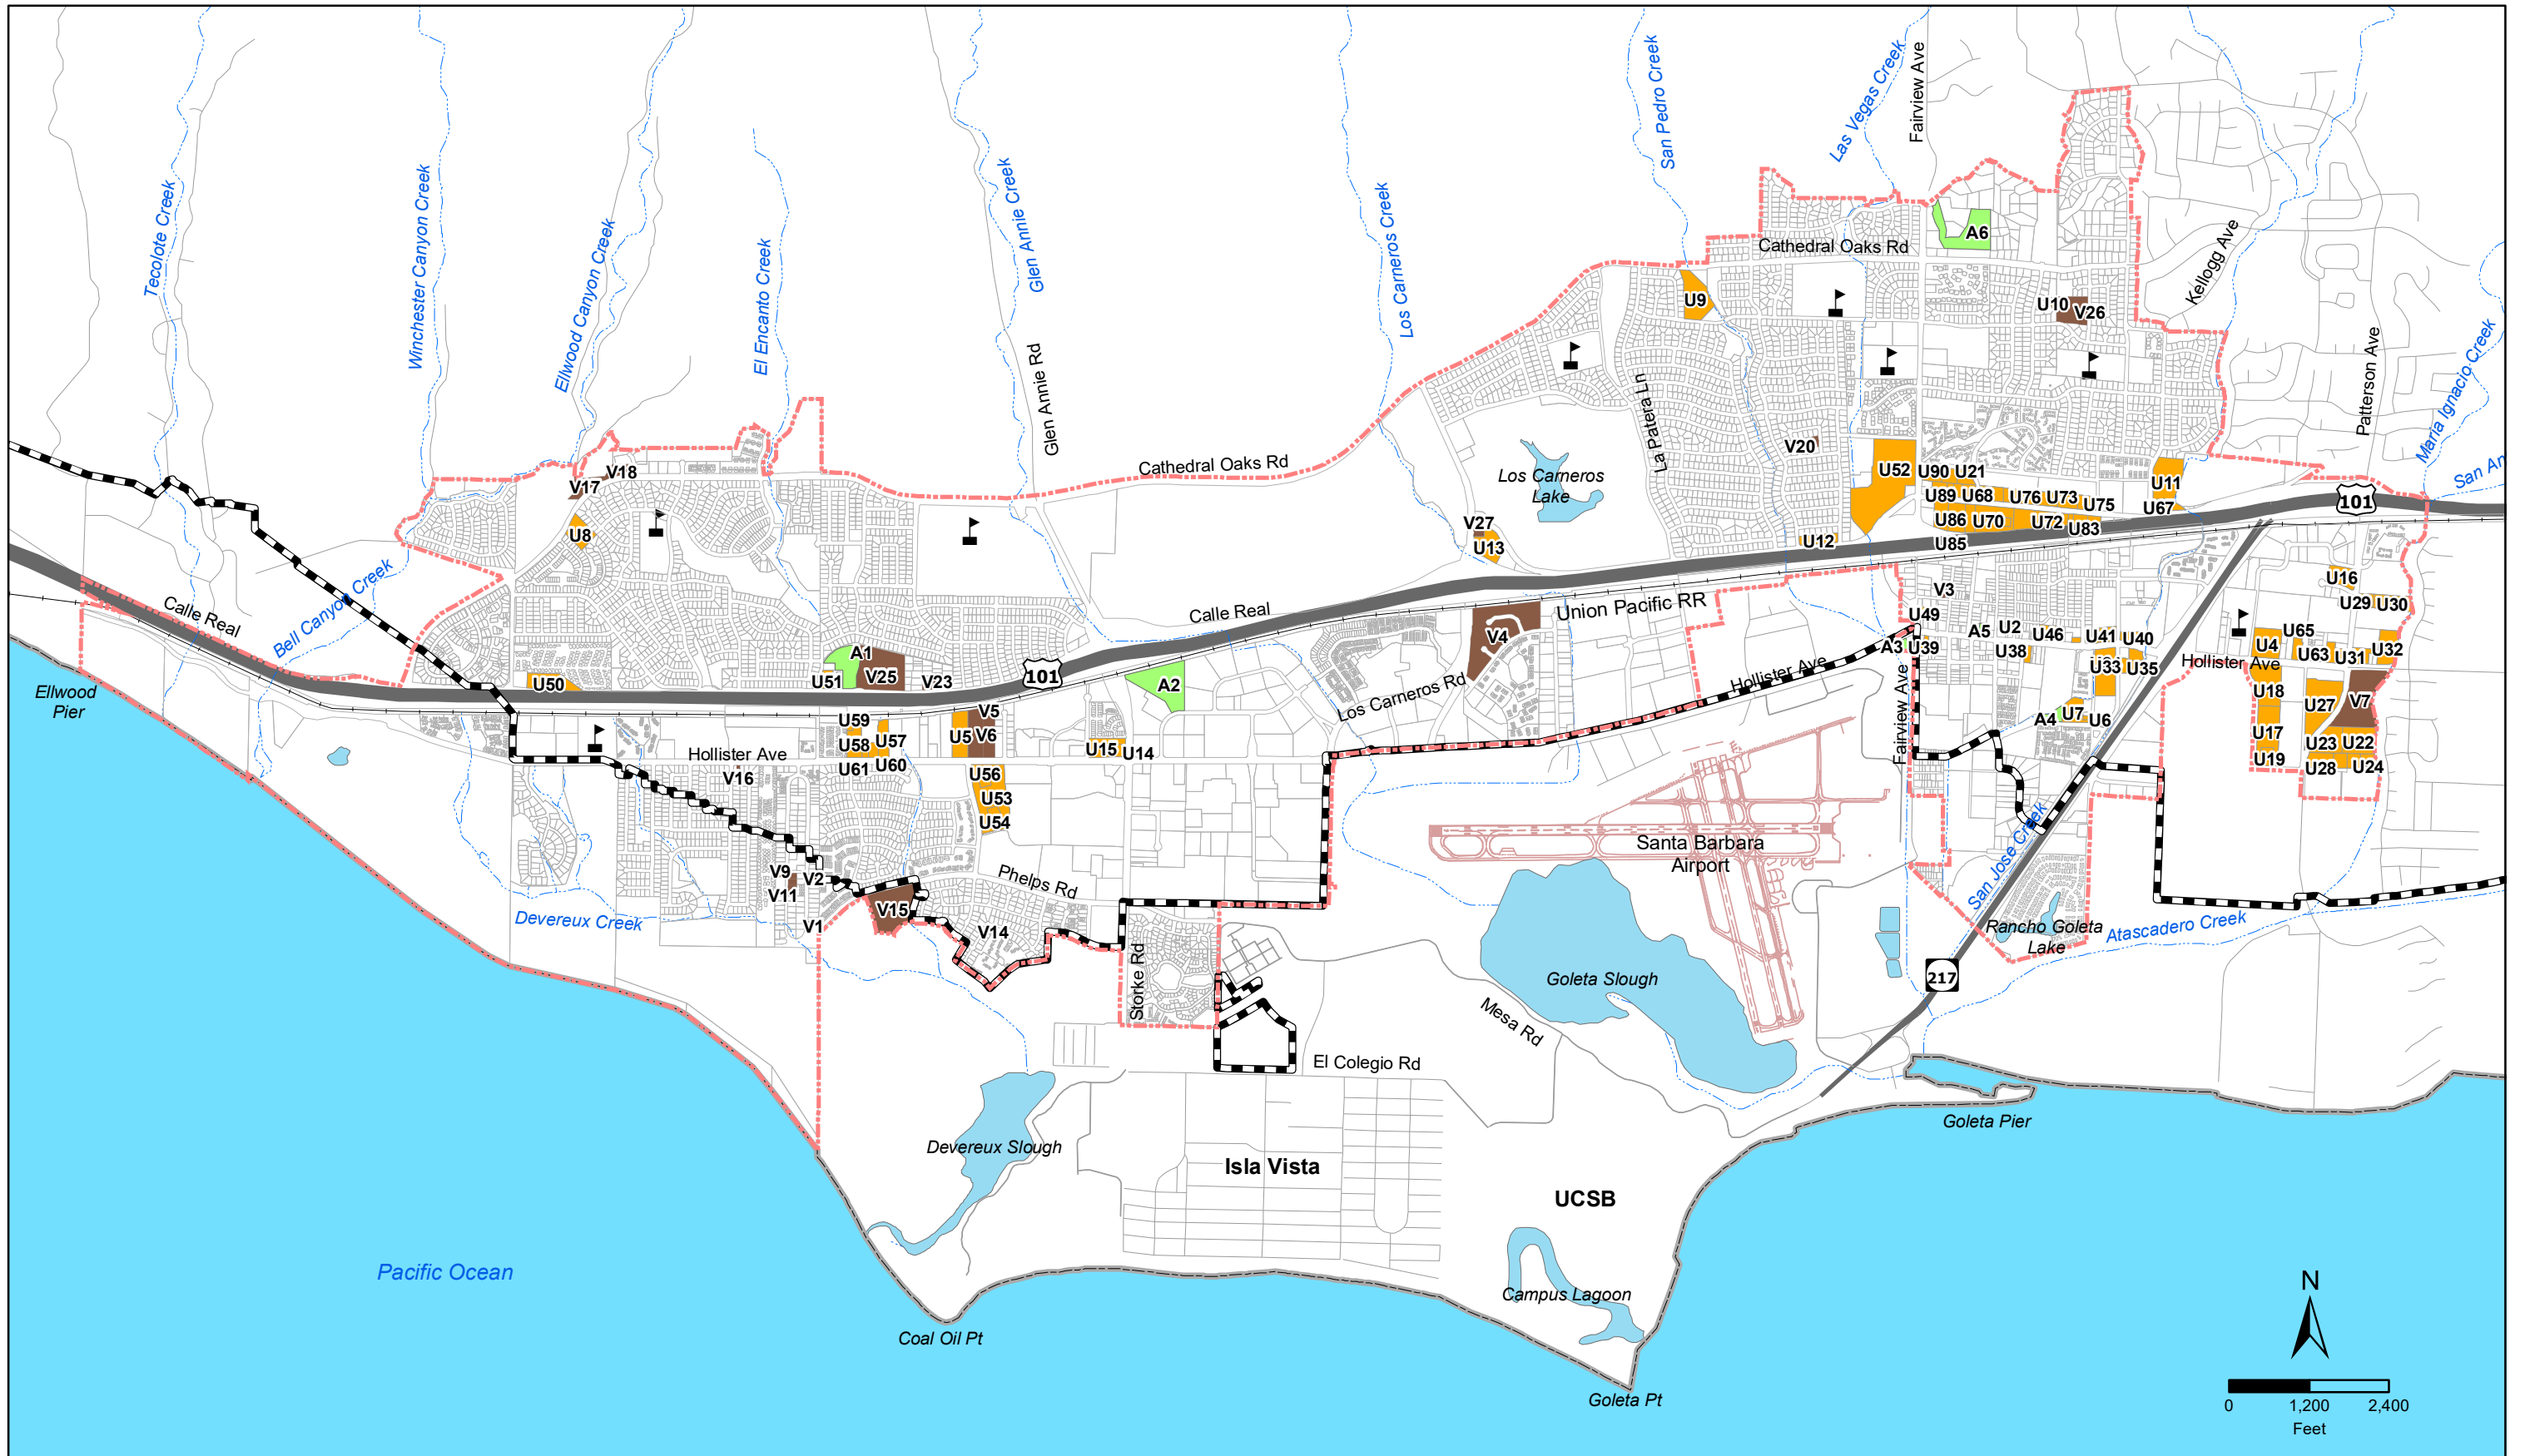 Fairview Ave
San Pedro Creek
Las Vegas Creek
Tecolote Creek
Winchester Canyon Creek
Ellwood Canyon Creek
El Encanto Creek
Glen Annie Creek
Los Carneros Creek
Cathedral Oaks Rd
A6
Kellogg Ave
U9
U10
V26
Glen Annie Rd
La Patera Ln
Patterson Ave
Maria Ignacio Creek
San An
V18
V17
Cathedral Oaks Rd
Los Carneros
Lake
V20
U52
U90
U21
U11
U89
U68
U76
U73
U75
U67
101
U8
V27
U13
U12
U86
U70
U72
U83
U85
Calle Real
Bell Canyon Creek
Calle Real
Union Pacific RR
V3
U16
U29
U30
U49
A5
U2
U46
U41
U40
U65
V4
A1
A3
U39
U38
U33
U35
U4
U63
U31
U32
Hollister Ave
Ellwood
Pier
U50
U51
V25
V23
101
A2
Los Carneros Rd
Hollister Ave
U18
U27
V7
U59
V5
U58
U57
U5
V6
A4
U7
U6
Fairview Ave
U17
U23
U22
Hollister Ave
U15
U14
U61
U60
U19
U28
U24
V16
U56
U53
U54
Santa Barbara
Airport
San Jose Creek
V9
V2
V11
Phelps Rd
Devereux Creek
V15
V1
V14
Rancho Goleta
Lake
Atascadero Creek
Storke Rd
Goleta Slough
217
Mesa Rd
El Colegio Rd
Goleta Pier
Devereux Slough
Isla Vista
UCSB
Pacific Ocean
Campus Lagoon
Coal Oil Pt
Goleta Pt
N
0
1,200
2,400
Feet